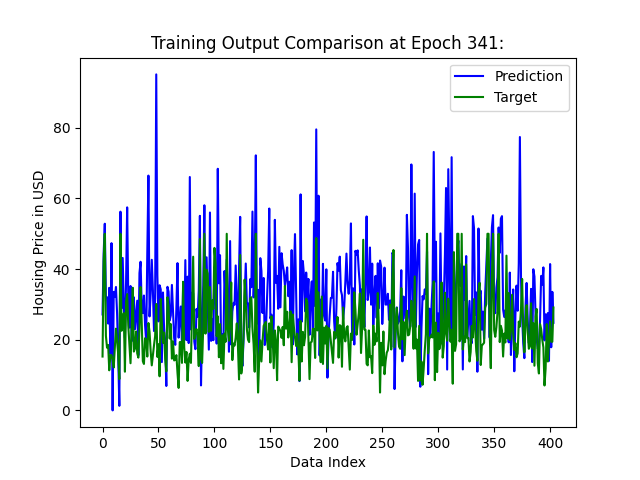 Training Output Comparison at Epoch 341:
Prediction
Target
80
60
40
20
0
Housing Price in USD
0 50 100 150 200 250 300 350 400
Data Index